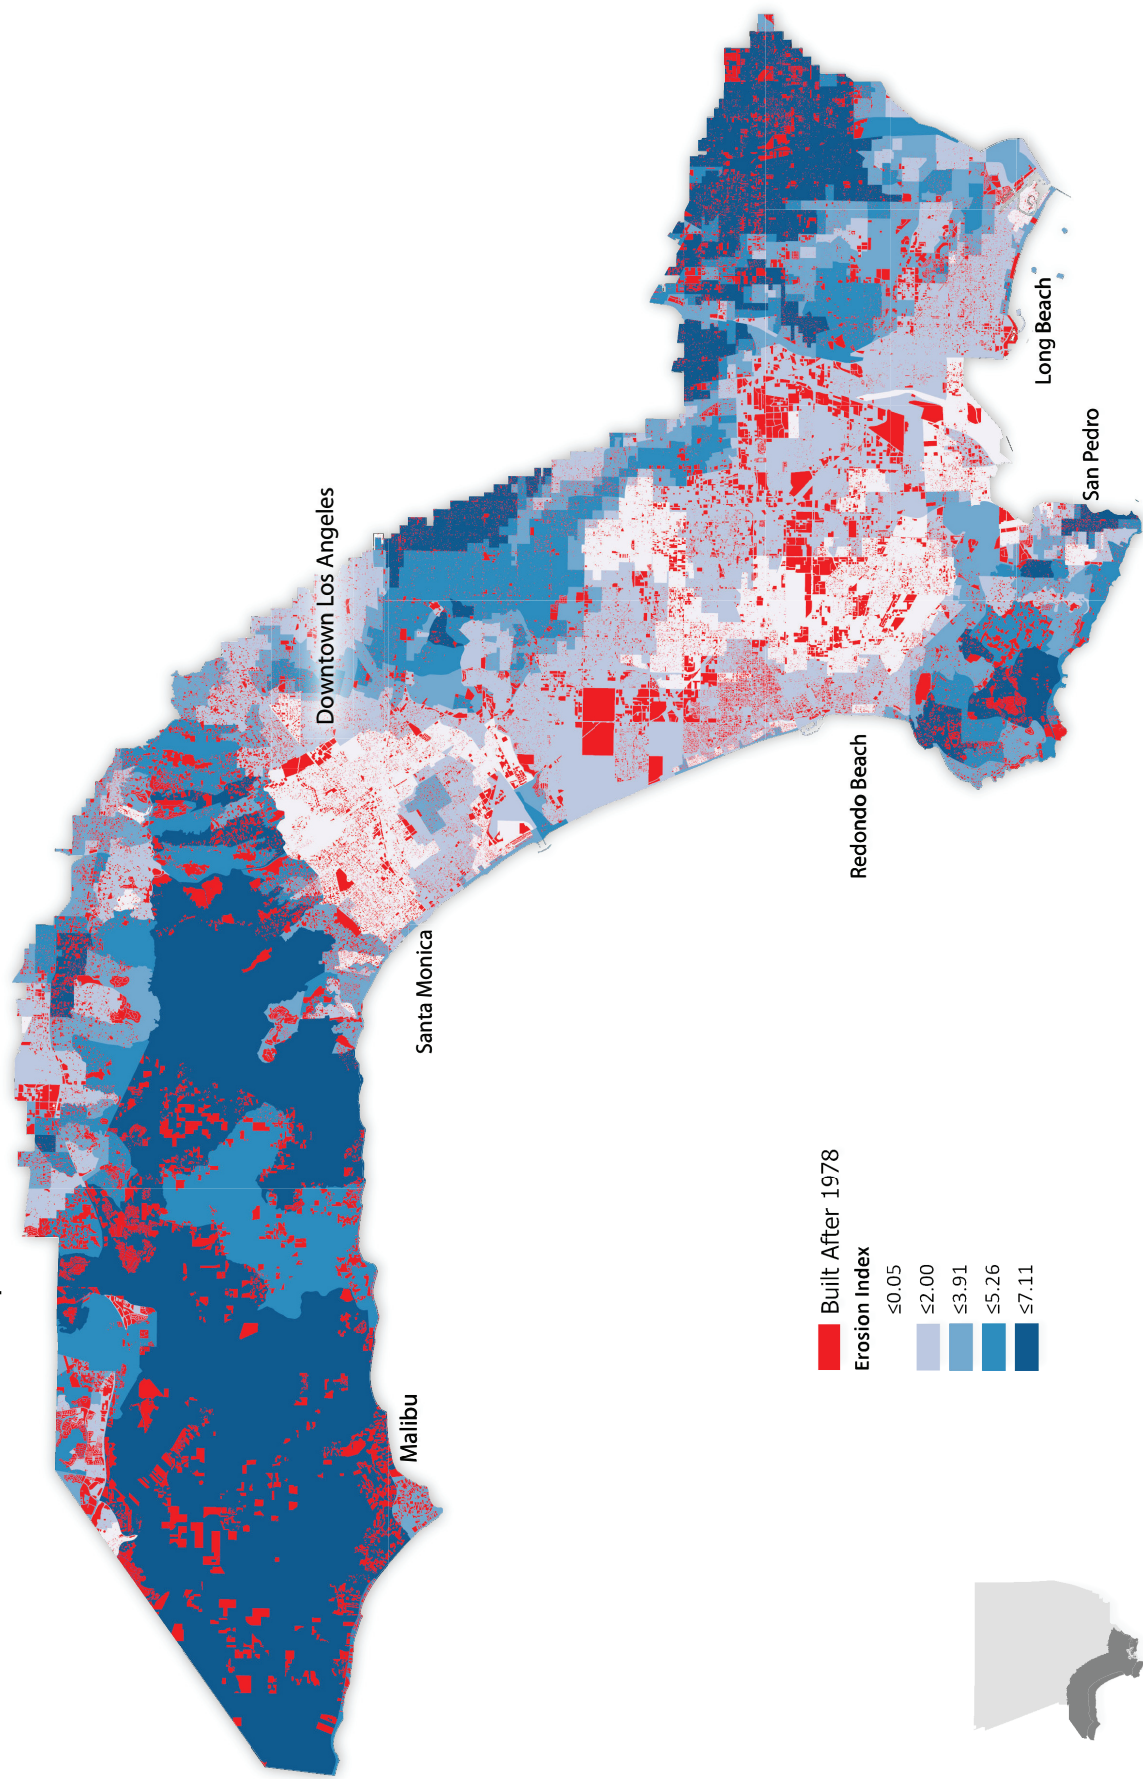 Downtown Los Angeles
Santa Monica
Malibu
Redondo Beach
Long Beach
San Pedro
Built After 1978
Erosion Index
≤0.05
≤2.00
≤3.91
≤5.26
≤7.11